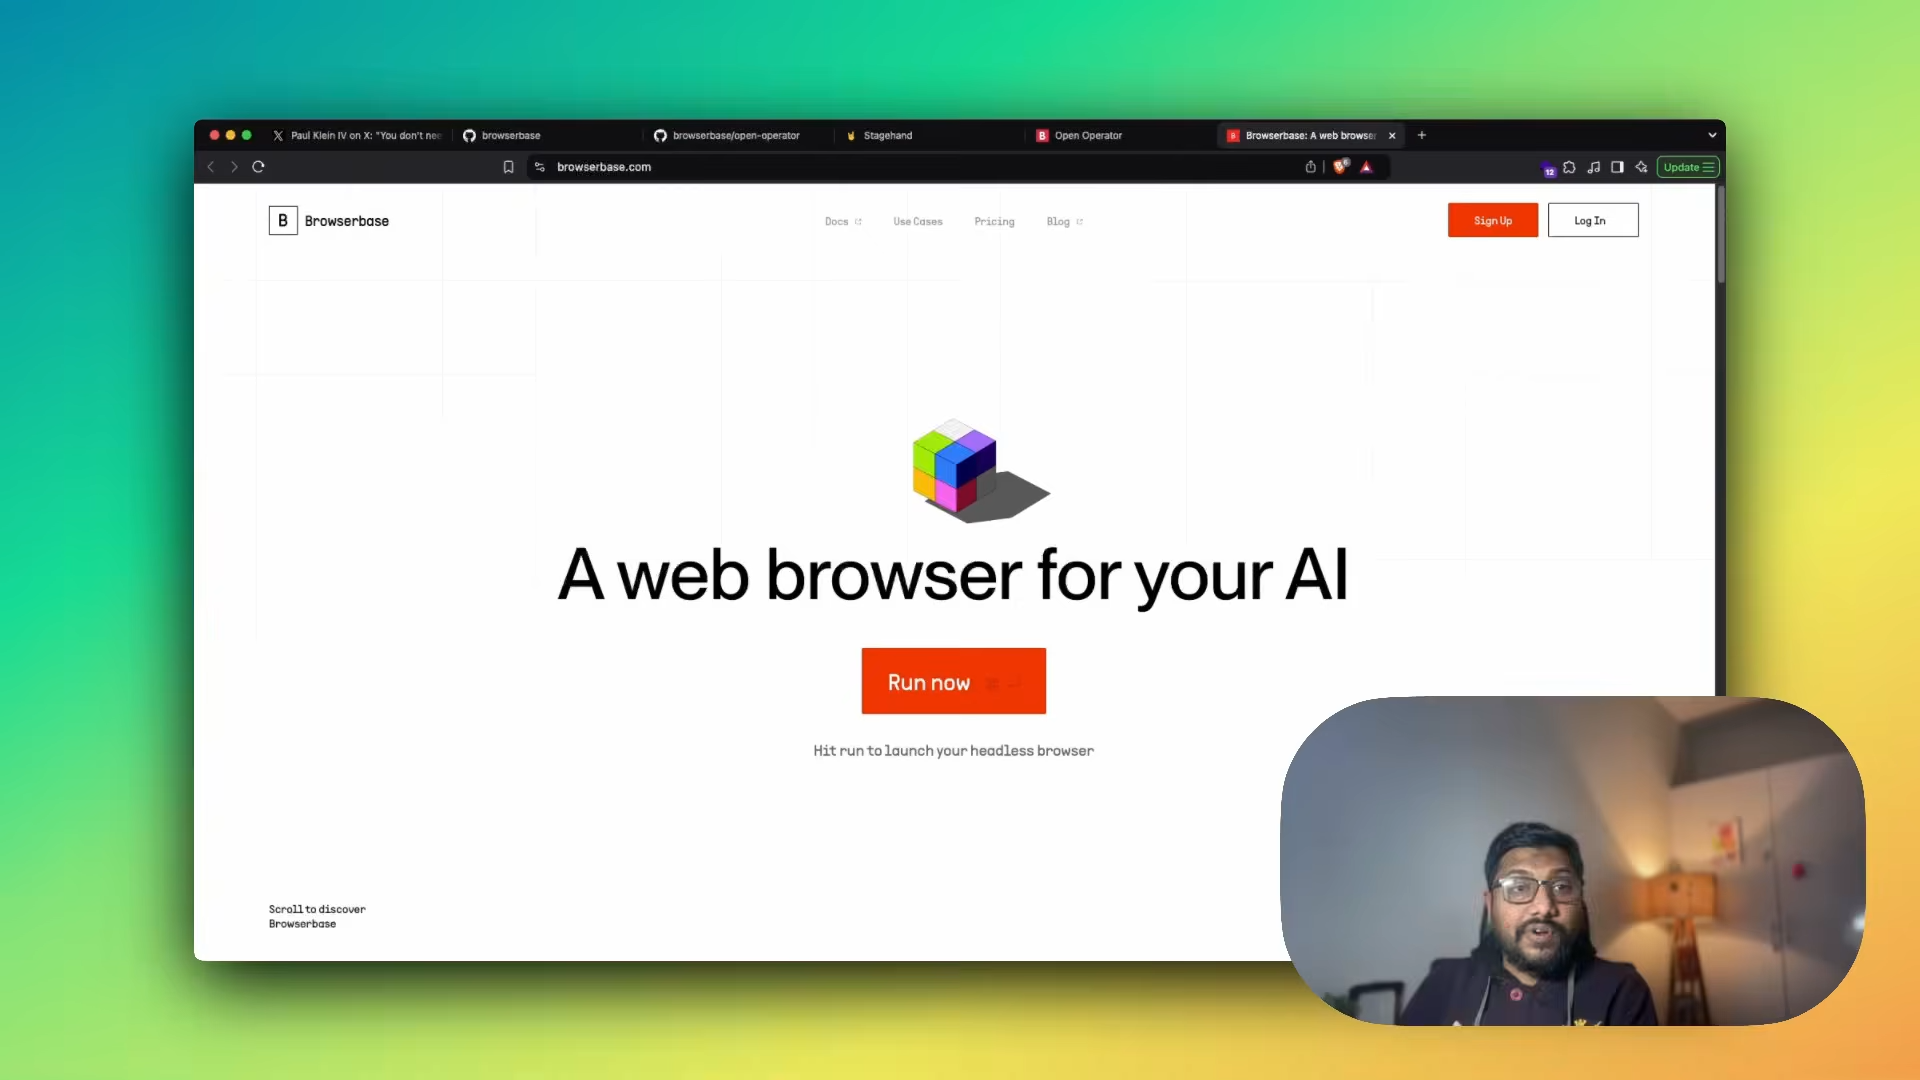 Paul Klein IV on X: "You don't nee
browserbase
browserbase/open-operator
Stagehand
B
Open Operator
Browserbase: A web browser
browserbase.com
6
12
Update
B
Browserbase
Docs
Use Cases
Pricing
Blog
Sign Up
Log In
A web browser for your AI
Run now
Hit run to launch your headless browser
Scroll to discover
Browserbase